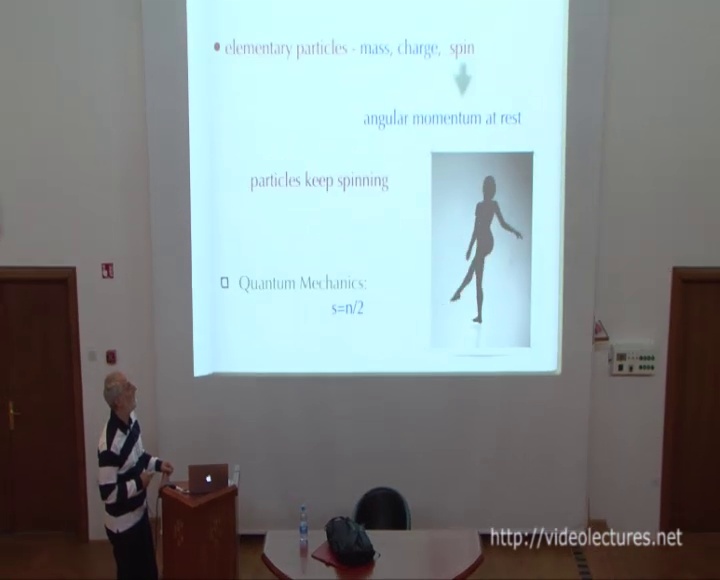 • elementary particles - mass, charge, spin
angular momentum at rest
particles keep spinning
Quantum Mechanics:
s=n/2
http://videolectures.net